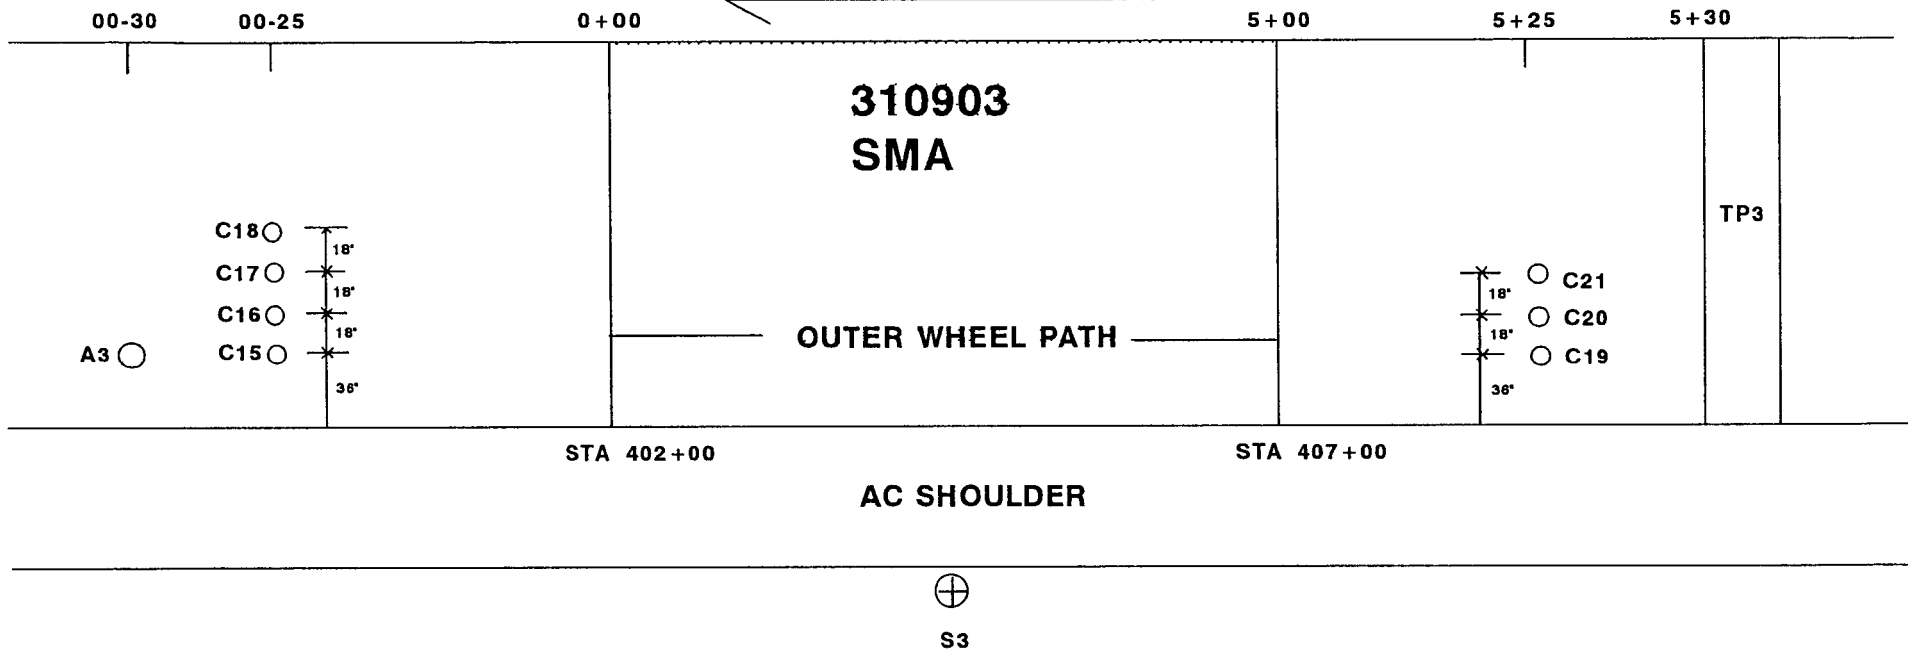 00-30 00-25 0+00 5+00 5+25 5+30
310903
SMA
TP3
C18
18"
C17
18"
C16
18"
A3
C15
36"
OUTER WHEEL PATH
C21
18"
C20
18"
C19
36"
STA 402+00
STA 407+00
AC SHOULDER
S3